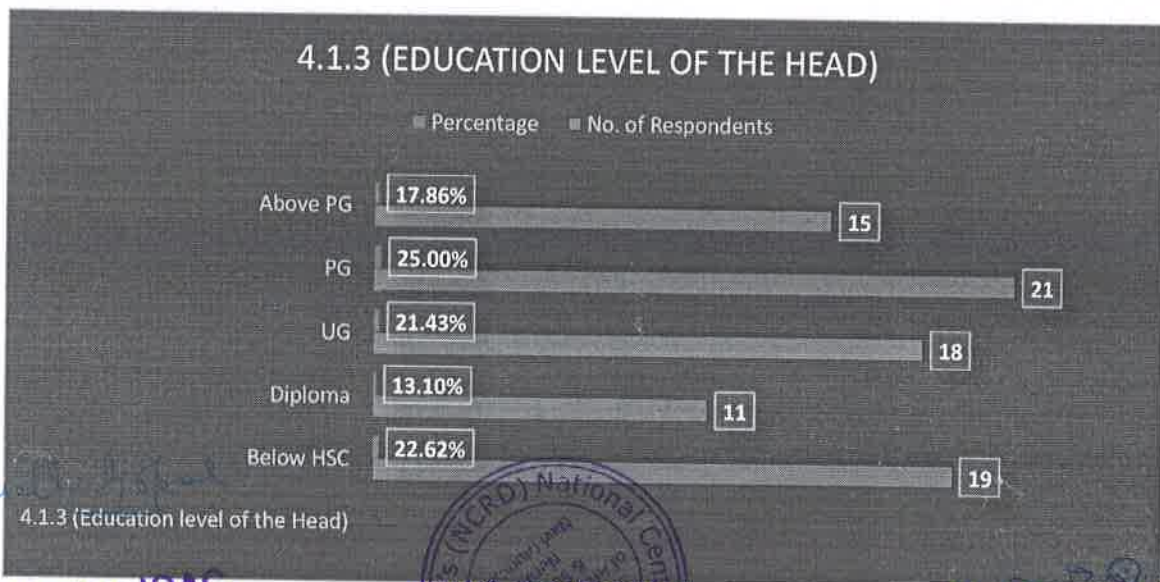 4.1.3 (EDUCATION LEVEL OF THE HEAD)
Percentage No. of Respondents
Above PG 17.86% 15
PG 25.00% 21
UG 21.43% 18
Diploma 13.10% 11
Below HSC 22.62% 19
4.1.3 (Education level of the Head)
(NCRD) National